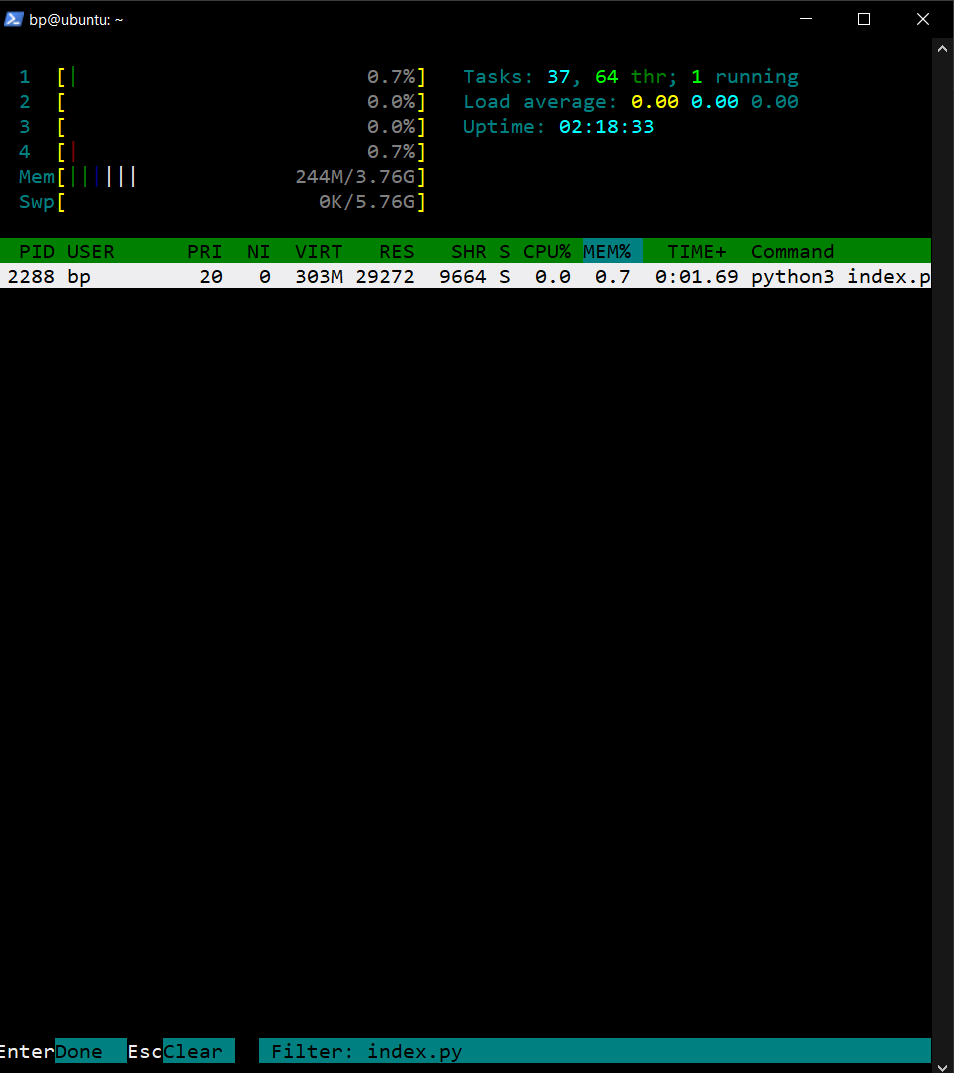 bp@ubuntu: ~
1 [| 0.7%] Tasks: 37, 64 thr; 1 running
2 [ 0.0%] Load average: 0.00 0.00 0.00
3 [ 0.0%] Uptime: 02:18:33
4 [| 0.7%]
Mem[|||||| 244M/3.76G]
Swp[ 0K/5.76G]
PID USER PRI NI VIRT RES SHR S CPU% MEM% TIME+ Command
2288 bp 20 0 303M 29272 9664 S 0.0 0.7 0:01.69 python3 index.p
EnterDone EscClear Filter: index.py